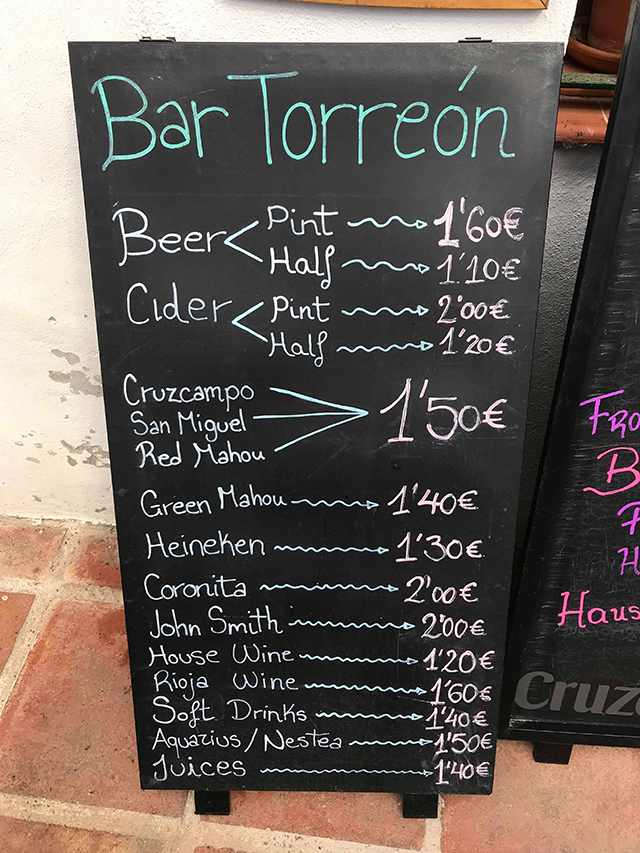 Bar Torreón
Beer < Pint 1'60€
Half 1'10€
Cider < Pint 2'00€
Half 1'20€
Cruzcampo
San Miguel 1'50€
Red Mahou
Green Mahou 1'40€
Heineken 1'30€
Coronita 2'00€
John Smith 2'00€
House Wine 1'20€
Rioja Wine 1'60€
Soft Drinks 1'40€
Aquarius/Nestea 1'50€
Juices 1'40€
Fro
B
H
Haus
Cruz